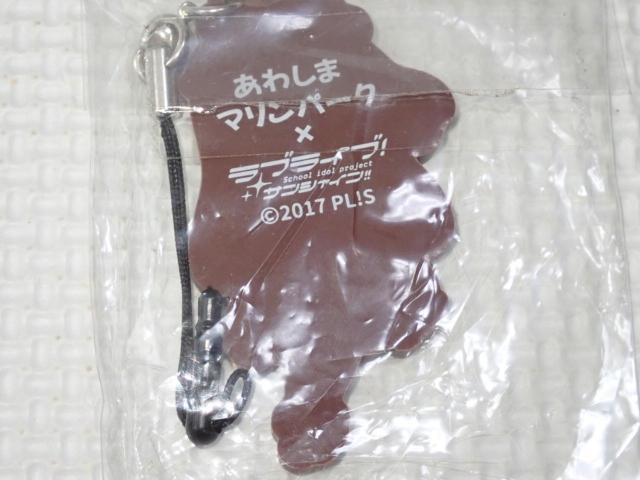 あわしま
マリンパーク
×
ラブライブ!
School idol project
サンシャイン!!
©2017 PL!S